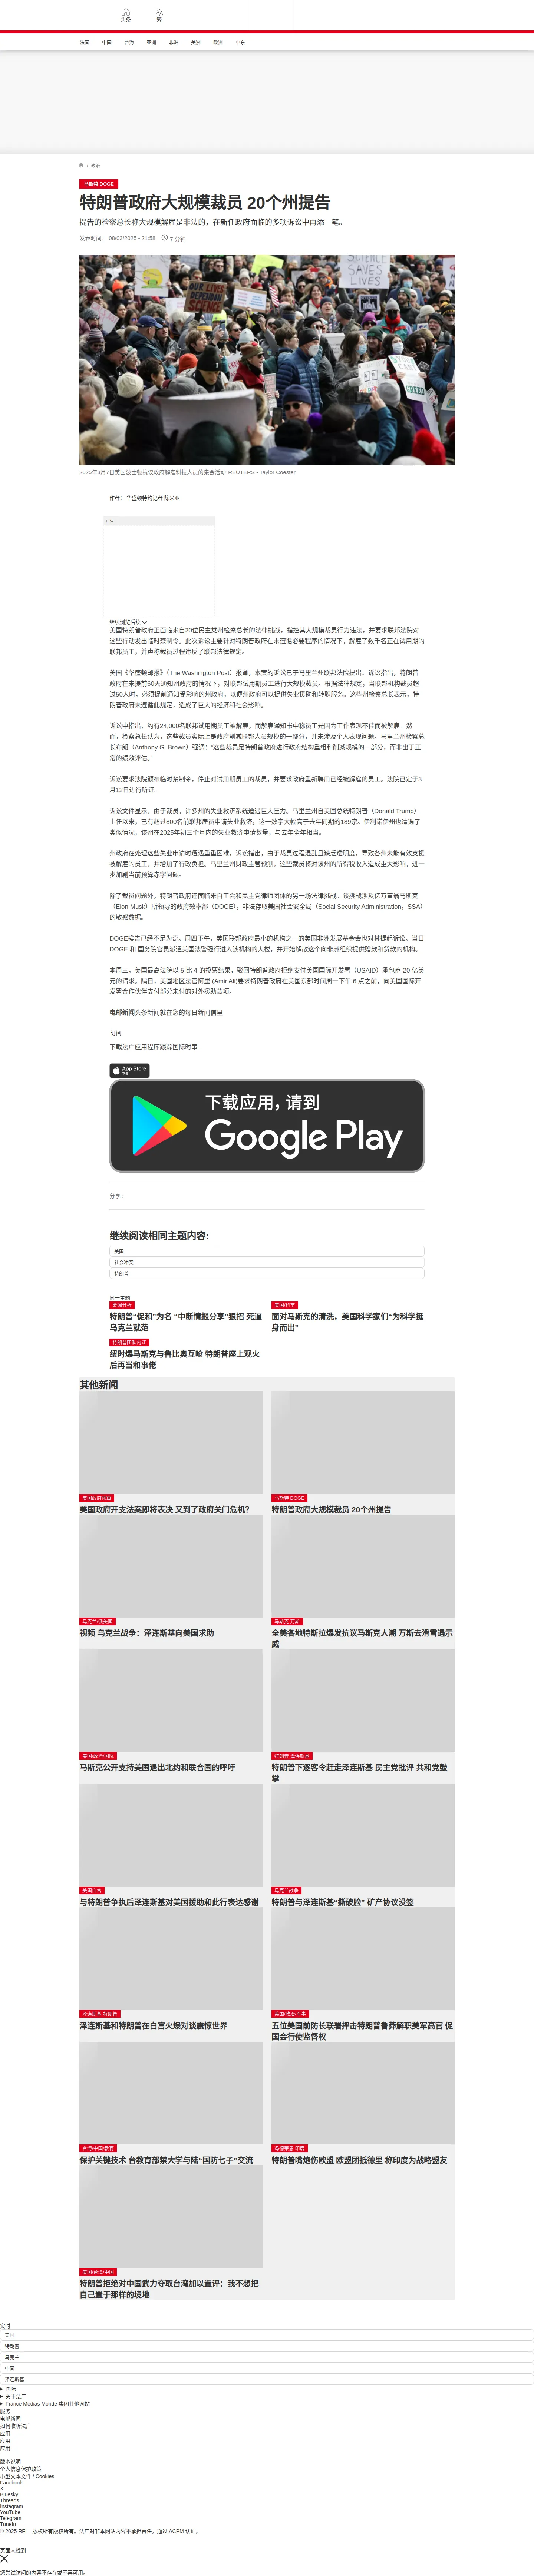 头条
繁
法国
中国
台海
亚洲
非洲
美洲
欧洲
中东
/ 政治
马斯特 DOGE
特朗普政府大规模裁员 20个州提告
提告的检察总长称大规模解雇是非法的，在新任政府面临的多项诉讼中再添一笔。
发表时间： 08/03/2025 - 21:58
7 分钟
OUR LIVES DEPEND ON SCIENCE
SCIENCE SAVES LIVES
2025年3月7日美国波士顿抗议政府解雇科技人员的集会活动 REUTERS - Taylor Coester
作者： 华盛顿特约记者 陈米亚
广告
继续浏览后续
美国特朗普政府正面临来自20位民主党州检察总长的法律挑战，指控其大规模裁员行为违法，并要求联邦法院对
这些行动发出临时禁制令。此次诉讼主要针对特朗普政府在未遵循必要程序的情况下，解雇了数千名正在试用期的
联邦员工，并声称裁员过程违反了联邦法律规定。
美国《华盛顿邮报》（The Washington Post）报道，本案的诉讼已于马里兰州联邦法院提出。诉讼指出，特朗普
政府在未提前60天通知州政府的情况下，对联邦试用期员工进行大规模裁员。根据法律规定，当联邦机构裁员超
过50人时，必须提前通知受影响的州政府，以便州政府可以提供失业援助和转职服务。这些州检察总长表示，特
朗普政府未遵循此规定，造成了巨大的经济和社会影响。
诉讼中指出，约有24,000名联邦试用期员工被解雇，而解雇通知书中称员工是因为工作表现不佳而被解雇。然
而，检察总长认为，这些裁员实际上是政府削减联邦人员规模的一部分，并未涉及个人表现问题。马里兰州检察总
长布朗（Anthony G. Brown）强调：“这些裁员是特朗普政府进行政府结构重组和削减规模的一部分，而非出于正
常的绩效评估。”
诉讼要求法院颁布临时禁制令，停止对试用期员工的裁员，并要求政府重新聘用已经被解雇的员工。法院已定于3
月12日进行听证。
诉讼文件显示，由于裁员，许多州的失业救济系统遭遇巨大压力。马里兰州自美国总统特朗普（Donald Trump）
上任以来，已有超过800名前联邦雇员申请失业救济，这一数字大幅高于去年同期的189宗。伊利诺伊州也遭遇了
类似情况，该州在2025年初三个月内的失业救济申请数量，与去年全年相当。
州政府在处理这些失业申请时遭遇重重困难，诉讼指出，由于裁员过程混乱且缺乏透明度，导致各州未能有效支援
被解雇的员工，并增加了行政负担。马里兰州财政主管预测，这些裁员将对该州的所得税收入造成重大影响，进一
步加剧当前预算赤字问题。
除了裁员问题外，特朗普政府还面临来自工会和民主党律师团体的另一场法律挑战。该挑战涉及亿万富翁马斯克
（Elon Musk）所领导的政府效率部（DOGE），非法存取美国社会安全局（Social Security Administration，SSA）
的敏感数据。
DOGE挨告已经不足为奇。周四下午，美国联邦政府最小的机构之一的美国非洲发展基金会也对其提起诉讼。当日
DOGE 和 国务院官员派遣美国法警强行进入该机构的大楼，并开始解散这个向非洲组织提供赠款和贷款的机构。
本周三，美国最高法院以 5 比 4 的投票结果，驳回特朗普政府拒绝支付美国国际开发署（USAID）承包商 20 亿美
元的请求。隔日，美国地区法官阿里 (Amir Ali)要求特朗普政府在美国东部时间周一下午 6 点之前，向美国国际开
发署合作伙伴支付部分未付的对外援助款项。
电邮新闻头条新闻就在您的每日新闻信里
订阅
下载法广应用程序跟踪国际时事
App Store
下载应用，请到
Google Play
分享 :
继续阅读相同主题内容:
美国
社会冲突
特朗普
同一主题
要闻分析
特朗普“促和”为名 “中断情报分享”狠招 死逼乌克兰就范
美国/科学
面对马斯克的清洗，美国科学家们“为科学挺身而出”
特朗普团队内讧
纽时爆马斯克与鲁比奥互呛 特朗普座上观火后再当和事佬
其他新闻
美国政府预算
美国政府开支法案即将表决 又到了政府关门危机？
马斯特 DOGE
特朗普政府大规模裁员 20个州提告
乌克兰/俄美国
视频 乌克兰战争：泽连斯基向美国求助
马斯克 万斯
全美各地特斯拉爆发抗议马斯克人潮 万斯去滑雪遇示威
美国/政治/国际
马斯克公开支持美国退出北约和联合国的呼吁
特朗普 泽连斯基
特朗普下逐客令赶走泽连斯基 民主党批评 共和党鼓掌
美国白宫
与特朗普争执后泽连斯基对美国援助和此行表达感谢
乌克兰战争
特朗普与泽连斯基“撕破脸” 矿产协议没签
泽连斯基 特朗普
泽连斯基和特朗普在白宫火爆对谈震惊世界
美国/政治/军事
五位美国前防长联署抨击特朗普鲁莽解职美军高官 促国会行使监督权
台湾/中国/教育
保护关键技术 台教育部禁大学与陆“国防七子”交流
冯德莱恩 印度
特朗普嘴炮伤欧盟 欧盟团抵德里 称印度为战略盟友
美国/台湾/中国
特朗普拒绝对中国武力夺取台湾加以置评：我不想把自己置于那样的境地
实时
美国
特朗普
乌克兰
中国
泽连斯基
国际
关于法广
France Médias Monde 集团其他网站
服务
电邮新闻
如何收听法广
应用
应用
应用
版本说明
个人信息保护政策
小型文本文件 / Cookies
Facebook
X
Bluesky
Threads
Instagram
YouTube
Telegram
TuneIn
© 2025 RFI – 版权所有版权所有。法广对非本网站内容不承担责任。通过 ACPM 认证。
页面未找到
您尝试访问的内容不存在或不再可用。